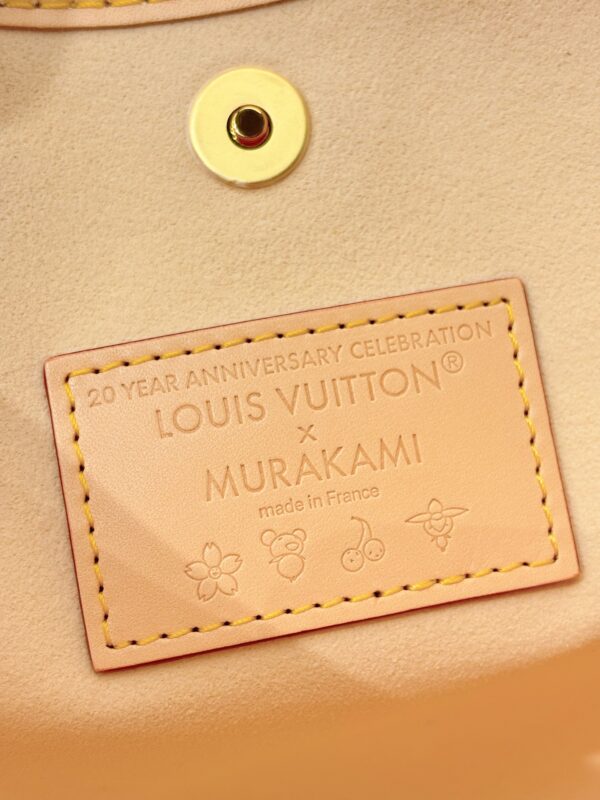 20 YEAR ANNIVERSARY CELEBRATION
LOUIS VUITTON®
×
MURAKAMI
made in France